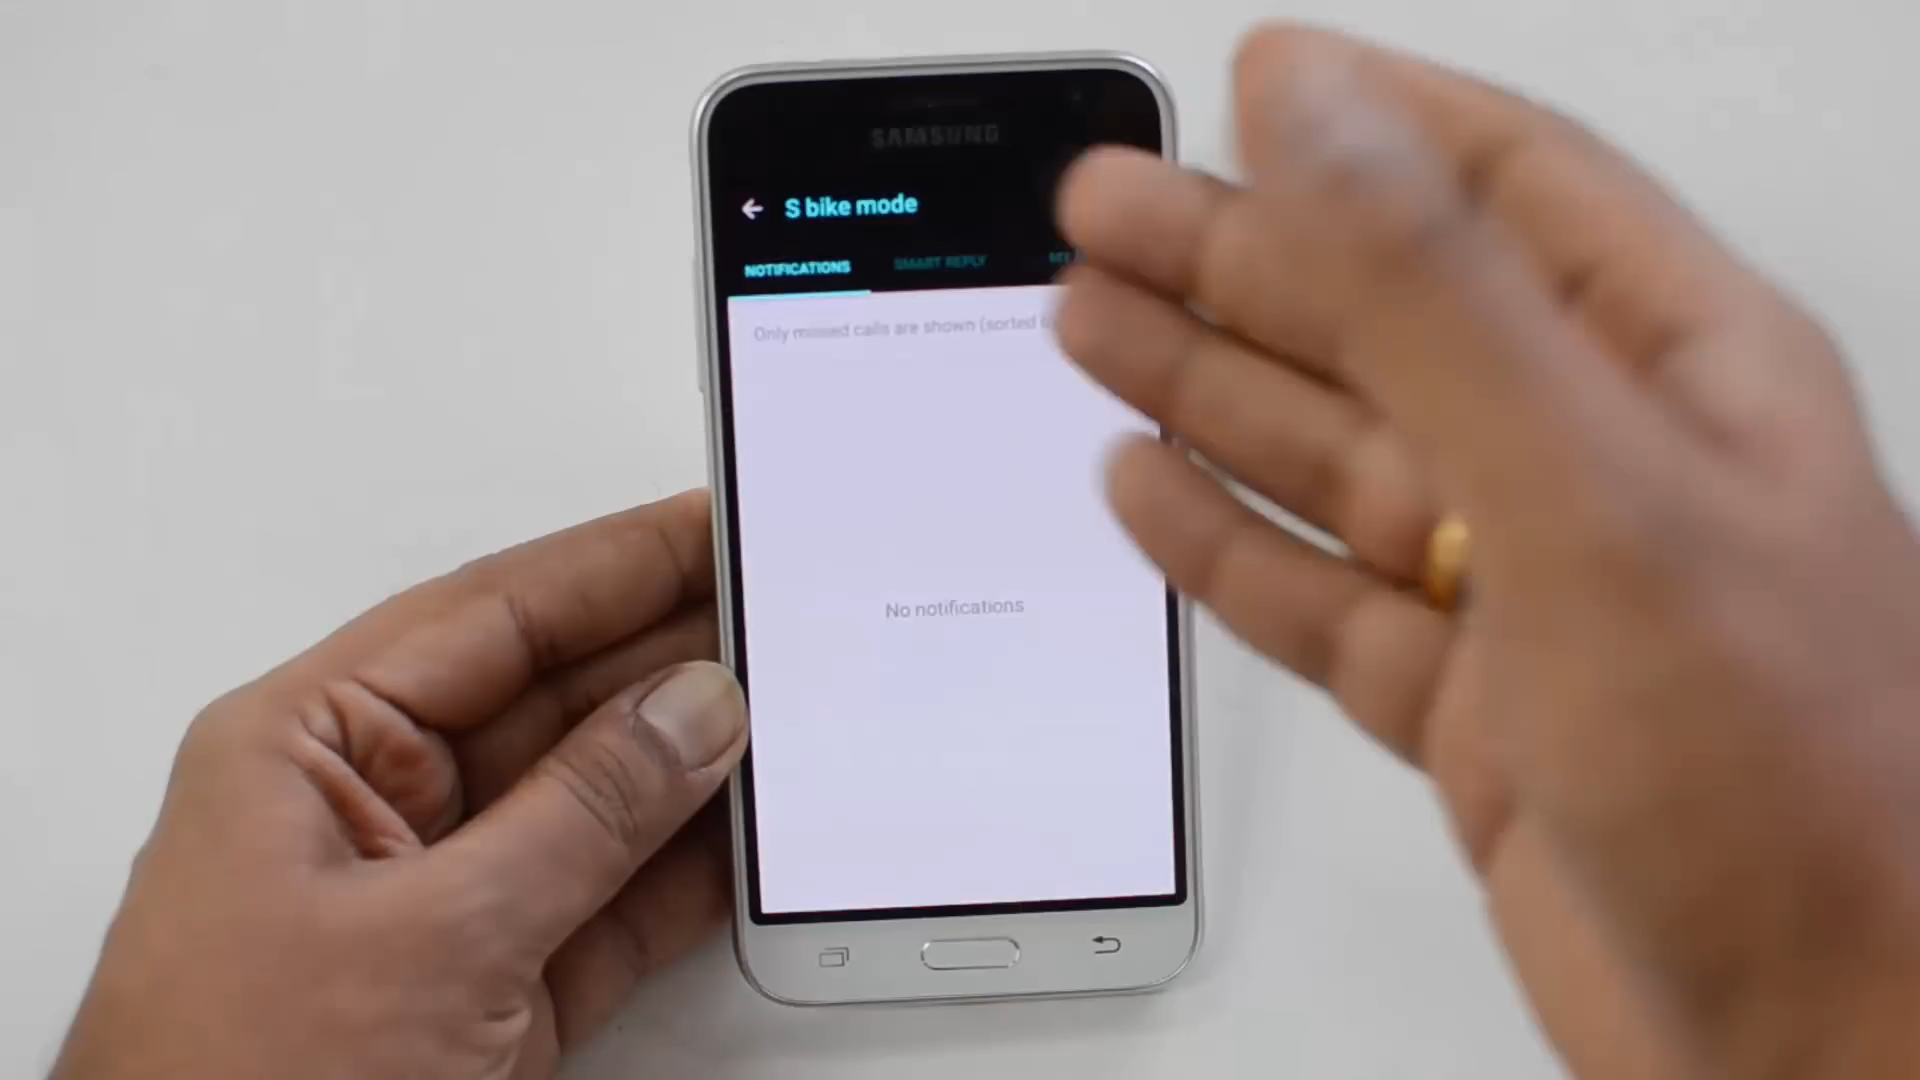 SAMSUNG
S bike mode
NOTIFICATIONS SMART REPLY
Only missed calls are shown (sorted
No notifications